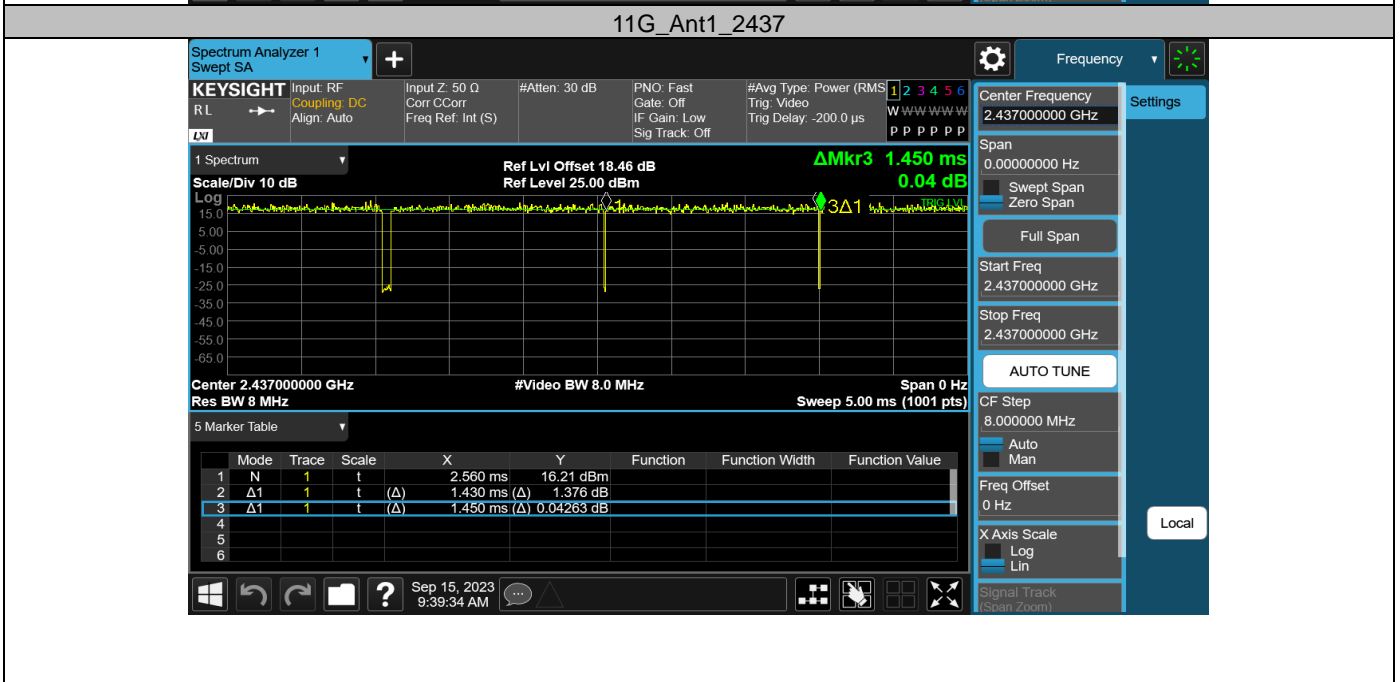 (Span Zoom)
11G_Ant1_2437
Spectrum Analyzer 1
Swept SA
+
Frequency
KEYSIGHT
RL
LXI
Input: RF
Coupling: DC
Align: Auto
Input Z: 50 Ω
Corr CCorr
Freq Ref: Int (S)
#Atten: 30 dB
PNO: Fast
Gate: Off
IF Gain: Low
Sig Track: Off
#Avg Type: Power (RMS
Trig: Video
Trig Delay: -200.0 µs
1 2 3 4 5 6
W W W W W W
P P P P P P
1 Spectrum
Scale/Div 10 dB
Ref Lvl Offset 18.46 dB
Ref Level 25.00 dBm
ΔMkr3 1.450 ms
0.04 dB
Log
TRIG LVL
1
3Δ1
15.0
5.00
-5.00
-15.0
-25.0
-35.0
-45.0
-55.0
-65.0
Center 2.437000000 GHz
#Video BW 8.0 MHz
Span 0 Hz
Res BW 8 MHz
Sweep 5.00 ms (1001 pts)
5 Marker Table
Mode Trace Scale X Y Function Function Width Function Value
1 N 1 t 2.560 ms 16.21 dBm
2 Δ1 1 t (Δ) 1.430 ms (Δ) 1.376 dB
3 Δ1 1 t (Δ) 1.450 ms (Δ) 0.04263 dB
4
5
6
?
Sep 15, 2023
9:39:34 AM
Center Frequency
2.437000000 GHz
Settings
Span
0.00000000 Hz
Swept Span
Zero Span
Full Span
Start Freq
2.437000000 GHz
Stop Freq
2.437000000 GHz
AUTO TUNE
CF Step
8.000000 MHz
Auto
Man
Freq Offset
0 Hz
Local
X Axis Scale
Log
Lin
Signal Track
(Span Zoom)